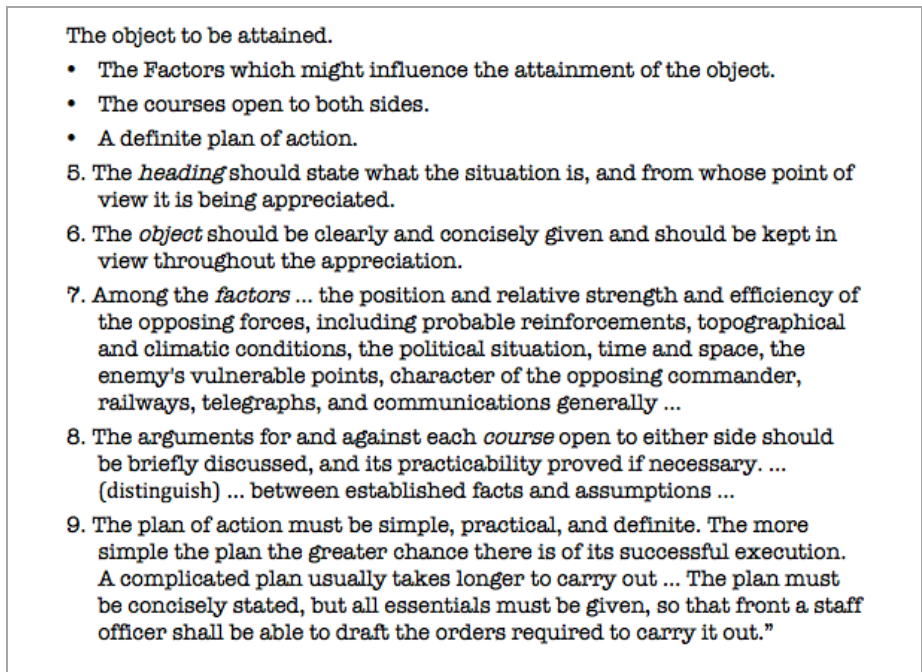 The object to be attained.
• The Factors which might influence the attainment of the object.
• The courses open to both sides.
• A definite plan of action.
5. The heading should state what the situation is, and from whose point of
view it is being appreciated.
6. The object should be clearly and concisely given and should be kept in
view throughout the appreciation.
7. Among the factors ... the position and relative strength and efficiency of
the opposing forces, including probable reinforcements, topographical
and climatic conditions, the political situation, time and space, the
enemy's vulnerable points, character of the opposing commander,
railways, telegraphs, and communications generally ...
8. The arguments for and against each course open to either side should
be briefly discussed, and its practicability proved if necessary. ...
(distinguish) ... between established facts and assumptions ...
9. The plan of action must be simple, practical, and definite. The more
simple the plan the greater chance there is of its successful execution.
A complicated plan usually takes longer to carry out ... The plan must
be concisely stated, but all essentials must be given, so that front a staff
officer shall be able to draft the orders required to carry it out.”